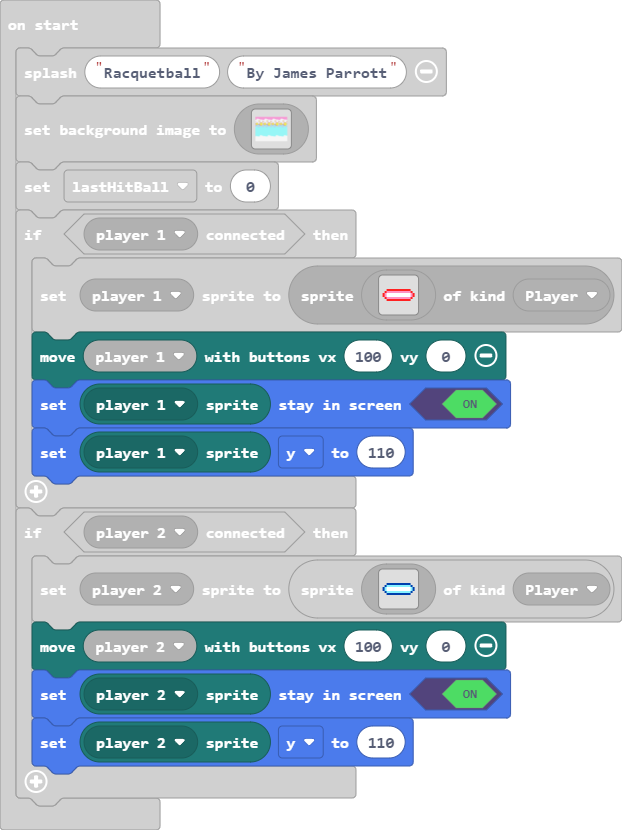 on start
splash "Racquetball" "By James Parrott"
set background image to
set lastHitBall to 0
if player 1 connected then
set player 1 sprite to sprite of kind Player
move player 1 with buttons vx 100 vy 0
set player 1 sprite stay in screen ON
set player 1 sprite y to 110
if player 2 connected then
set player 2 sprite to sprite of kind Player
move player 2 with buttons vx 100 vy 0
set player 2 sprite stay in screen ON
set player 2 sprite y to 110